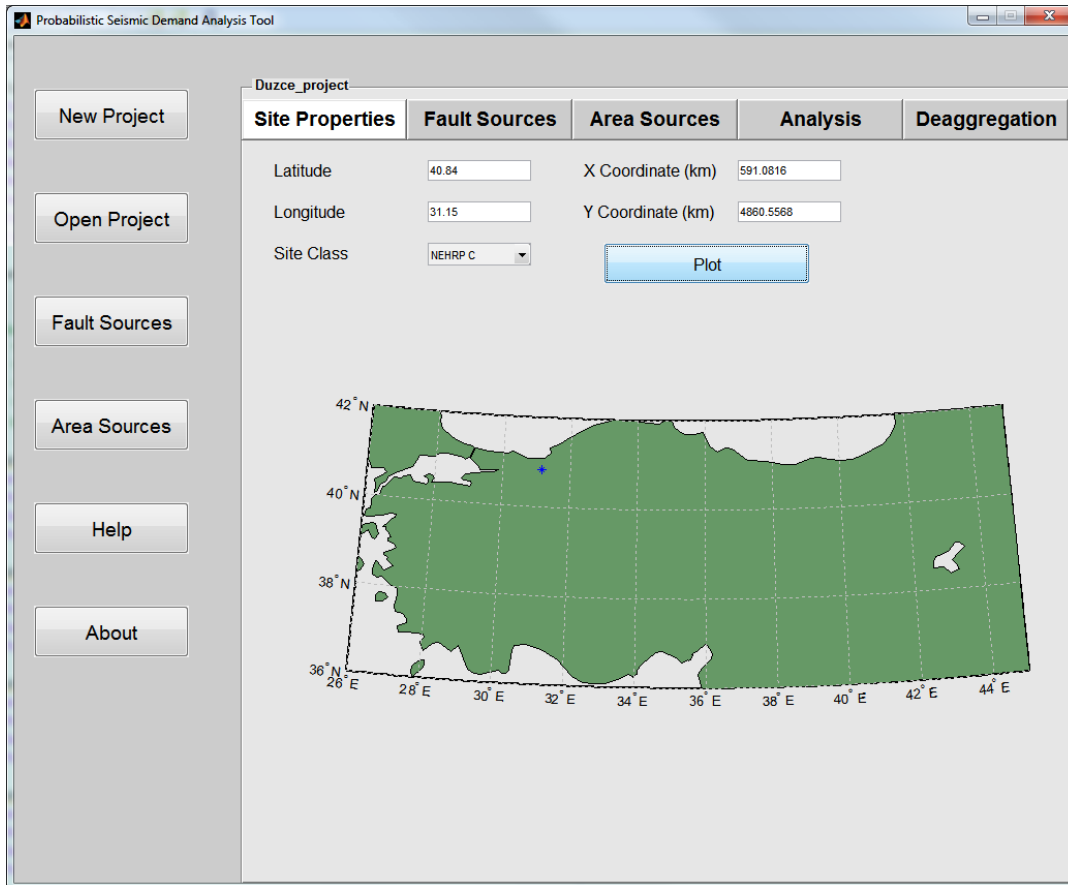 Probabilistic Seismic Demand Analysis Tool
New Project
Open Project
Fault Sources
Area Sources
Help
About
Duzce_project
Site Properties Fault Sources Area Sources Analysis Deaggregation
Latitude 40.84 X Coordinate (km) 591.0816
Longitude 31.15 Y Coordinate (km) 4860.5568
Site Class NEHRP C Plot
42° N
40° N
38° N
36° N
26° E 28° E 30° E 32° E 34° E 36° E 38° E 40° E 42° E 44° E